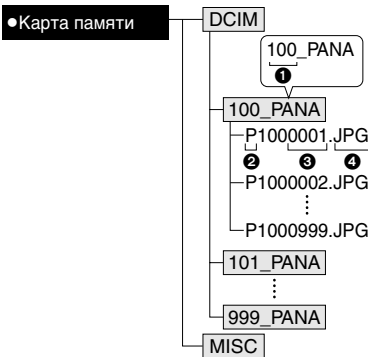 ●Карта памяти
DCIM
100_PANA
❶
100_PANA
P1000001.JPG
❷ ❸ ❹
P1000002.JPG
P1000999.JPG
101_PANA
999_PANA
MISC